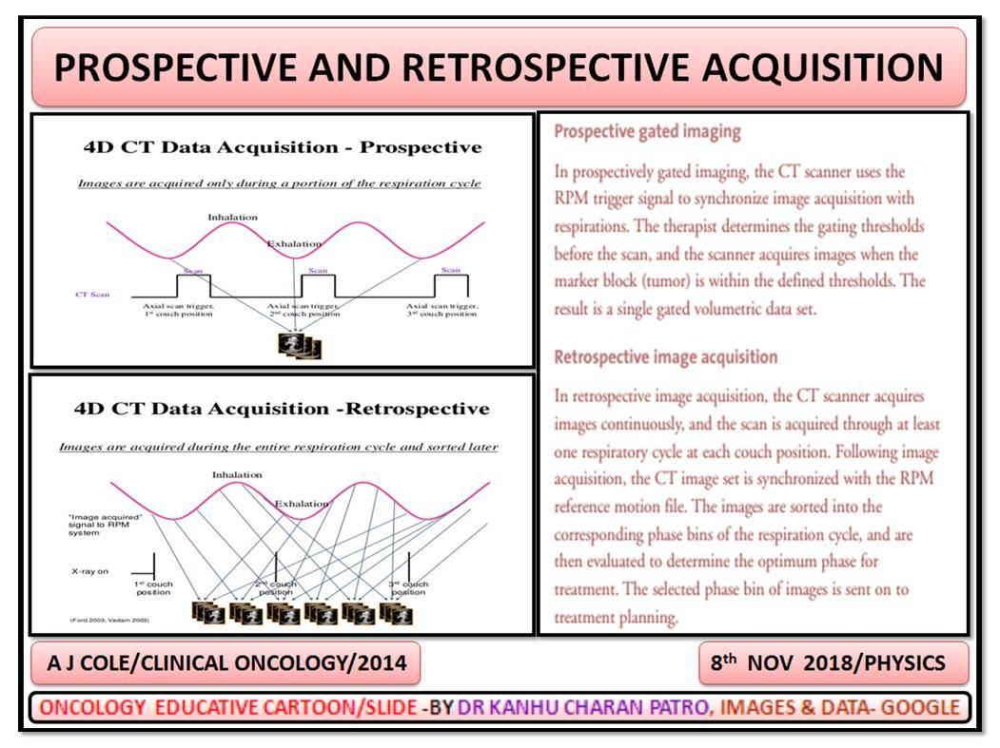 PROSPECTIVE AND RETROSPECTIVE ACQUISITION
4D CT Data Acquisition - Prospective
Images are acquired only during a portion of the respiration cycle
Inhalation
Exhalation
Scan
Scan
Scan
CT Scan
Axial scan trigger,
1st couch position
Axial scan trigger,
2nd couch position
Axial scan trigger,
3rd couch position
4D CT Data Acquisition -Retrospective
Images are acquired during the entire respiration cycle and sorted later
Inhalation
Exhalation
"Image acquired"
signal to RPM
system
X-ray on
1st couch
position
2nd couch
position
3rd couch
position
(Ford 2003, Vedam 2003)
Prospective gated imaging
In prospectively gated imaging, the CT scanner uses the
RPM trigger signal to synchronize image acquisition with
respirations. The therapist determines the gating thresholds
before the scan, and the scanner acquires images when the
marker block (tumor) is within the defined thresholds. The
result is a single gated volumetric data set.
Retrospective image acquisition
In retrospective image acquisition, the CT scanner acquires
images continuously, and the scan is acquired through at least
one respiratory cycle at each couch position. Following image
acquisition, the CT image set is synchronized with the RPM
reference motion file. The images are sorted into the
corresponding phase bins of the respiration cycle, and are
then evaluated to determine the optimum phase for
treatment. The selected phase bin of images is sent on to
treatment planning.
A J COLE/CLINICAL ONCOLOGY/2014
8th NOV 2018/PHYSICS
ONCOLOGY EDUCATIVE CARTOON/SLIDE -BY DR KANHU CHARAN PATRO, IMAGES & DATA- GOOGLE